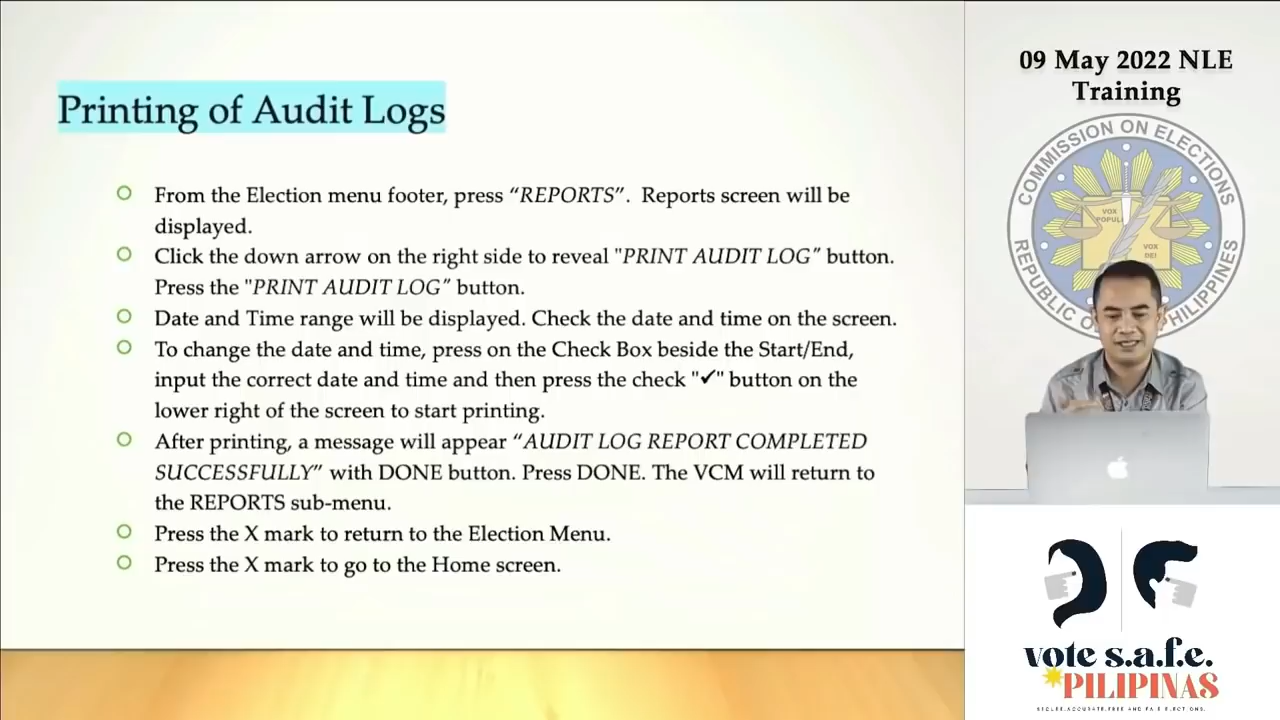 Printing of Audit Logs
From the Election menu footer, press “REPORTS”. Reports screen will be
displayed.
Click the down arrow on the right side to reveal "PRINT AUDIT LOG” button.
Press the "PRINT AUDIT LOG” button.
Date and Time range will be displayed. Check the date and time on the screen.
To change the date and time, press on the Check Box beside the Start/End,
input the correct date and time and then press the check "✓" button on the
lower right of the screen to start printing.
After printing, a message will appear “AUDIT LOG REPORT COMPLETED
SUCCESSFULLY” with DONE button. Press DONE. The VCM will return to
the REPORTS sub-menu.
Press the X mark to return to the Election Menu.
Press the X mark to go to the Home screen.
09 May 2022 NLE
Training
COMMISSION ON ELECTIONS
VOX
POPULI
VOX
DEI
REPUBLIC O PHILIPPINES
vote s.a.f.e.
PILIPINAS
SECURE, ACCURATE, FREE AND FAIR ELECTIONS.